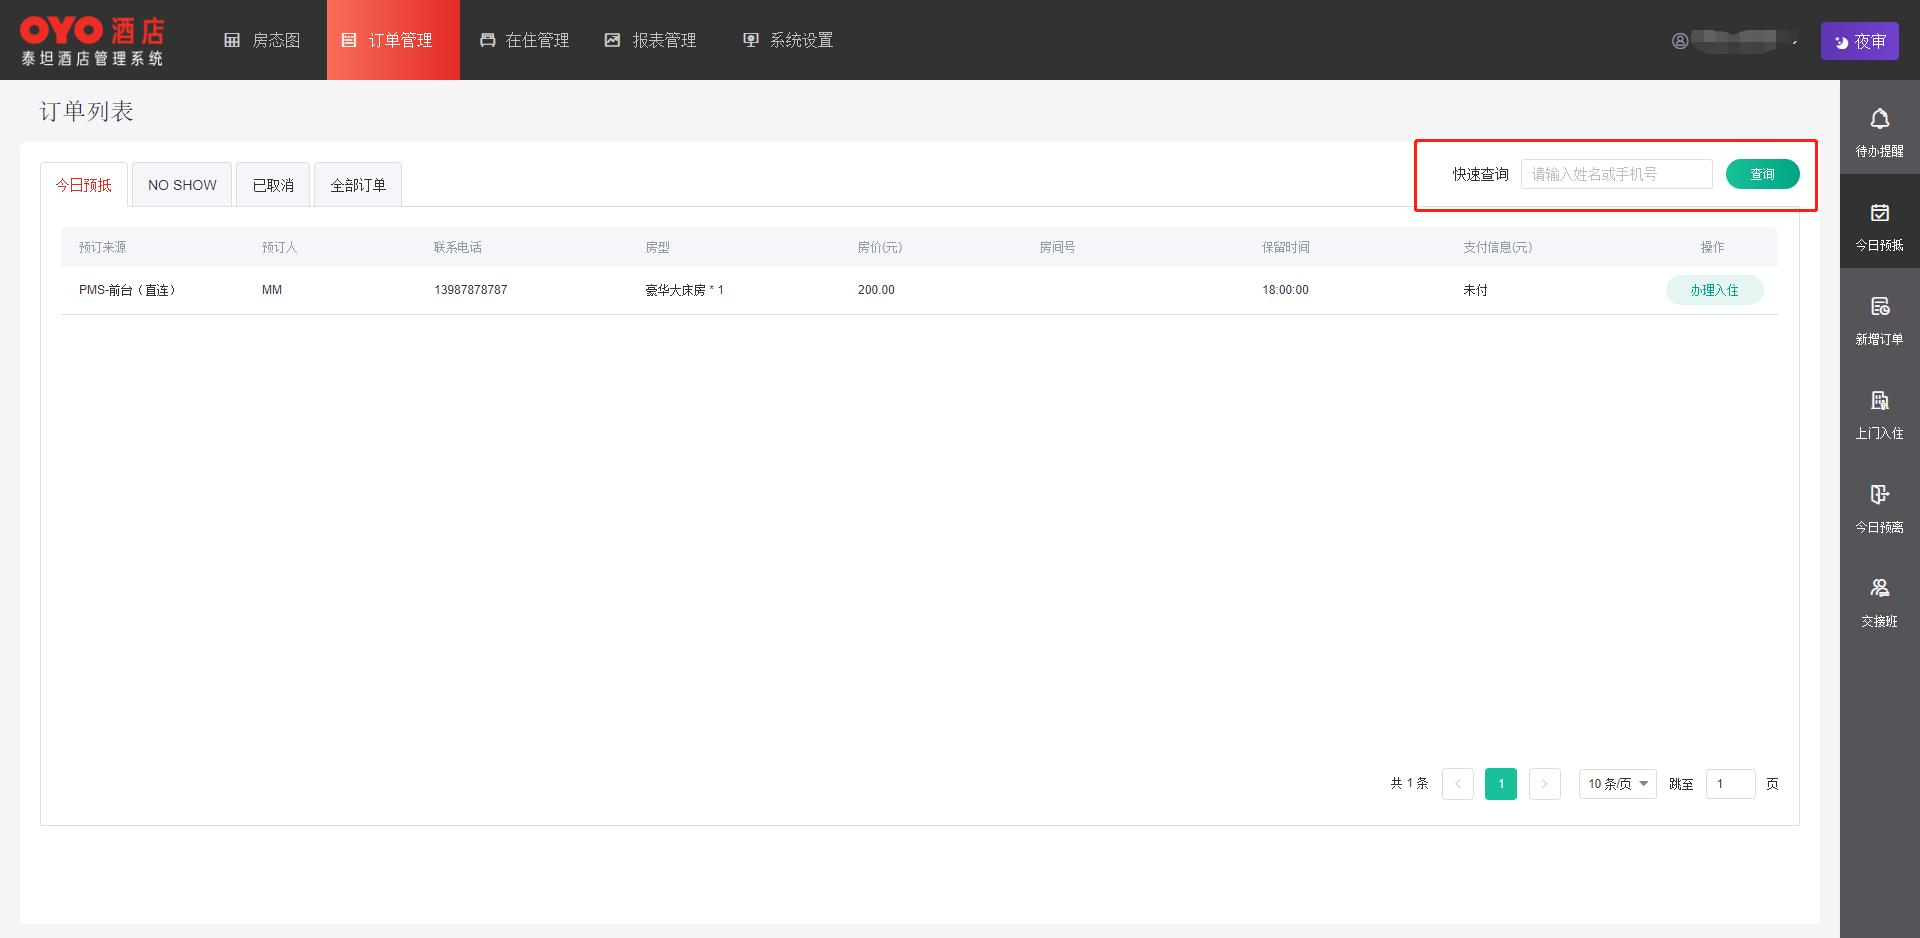 OYO 酒店
泰坦酒店管理系统
房态图
订单管理
在住管理
报表管理
系统设置
夜审
订单列表
今日预抵
NO SHOW
已取消
全部订单
快速查询
请输入姓名或手机号
查询
预订来源 预订人 联系电话 房型 房价(元) 房间号 保留时间 支付信息(元) 操作
PMS-前台（直连） MM 13987878787 豪华大床房 * 1 200.00 18:00:00 未付 办理入住
共 1 条 < 1 > 10 条/页 跳至 1 页
待办提醒
今日预抵
新增订单
上门入住
今日预离
交接班